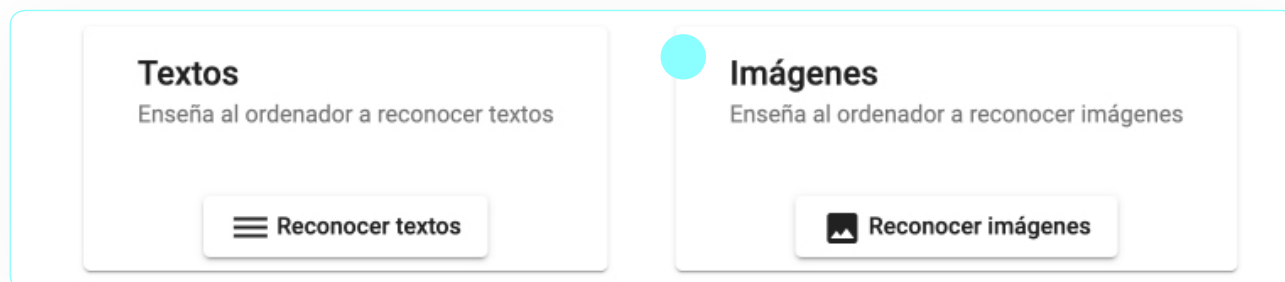 Textos
Enseña al ordenador a reconocer textos
Reconocer textos
Imágenes
Enseña al ordenador a reconocer imágenes
Reconocer imágenes